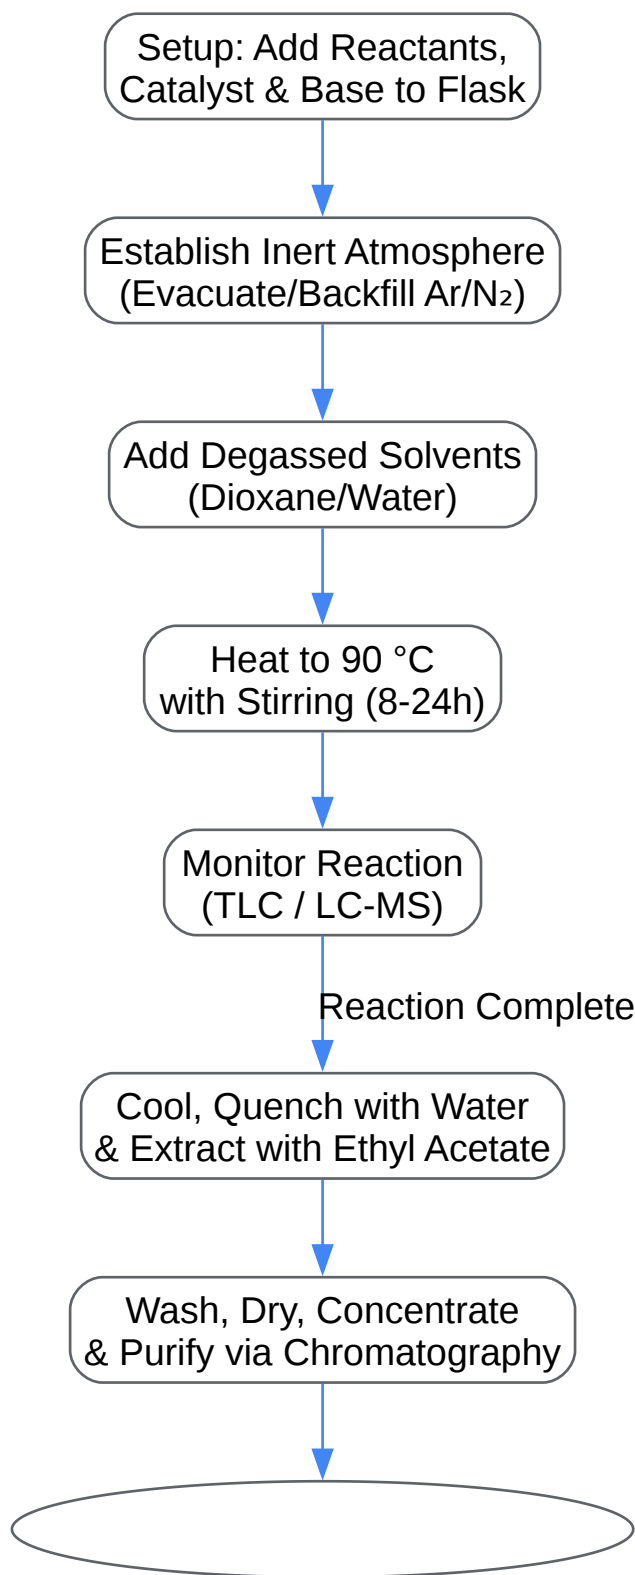 Setup: Add Reactants,
Catalyst & Base to Flask
Establish Inert Atmosphere
(Evacuate/Backfill Ar/N₂)
Add Degassed Solvents
(Dioxane/Water)
Heat to 90 °C
with Stirring (8-24h)
Monitor Reaction
(TLC / LC-MS)
Reaction Complete
Cool, Quench with Water
& Extract with Ethyl Acetate
Wash, Dry, Concentrate
& Purify via Chromatography